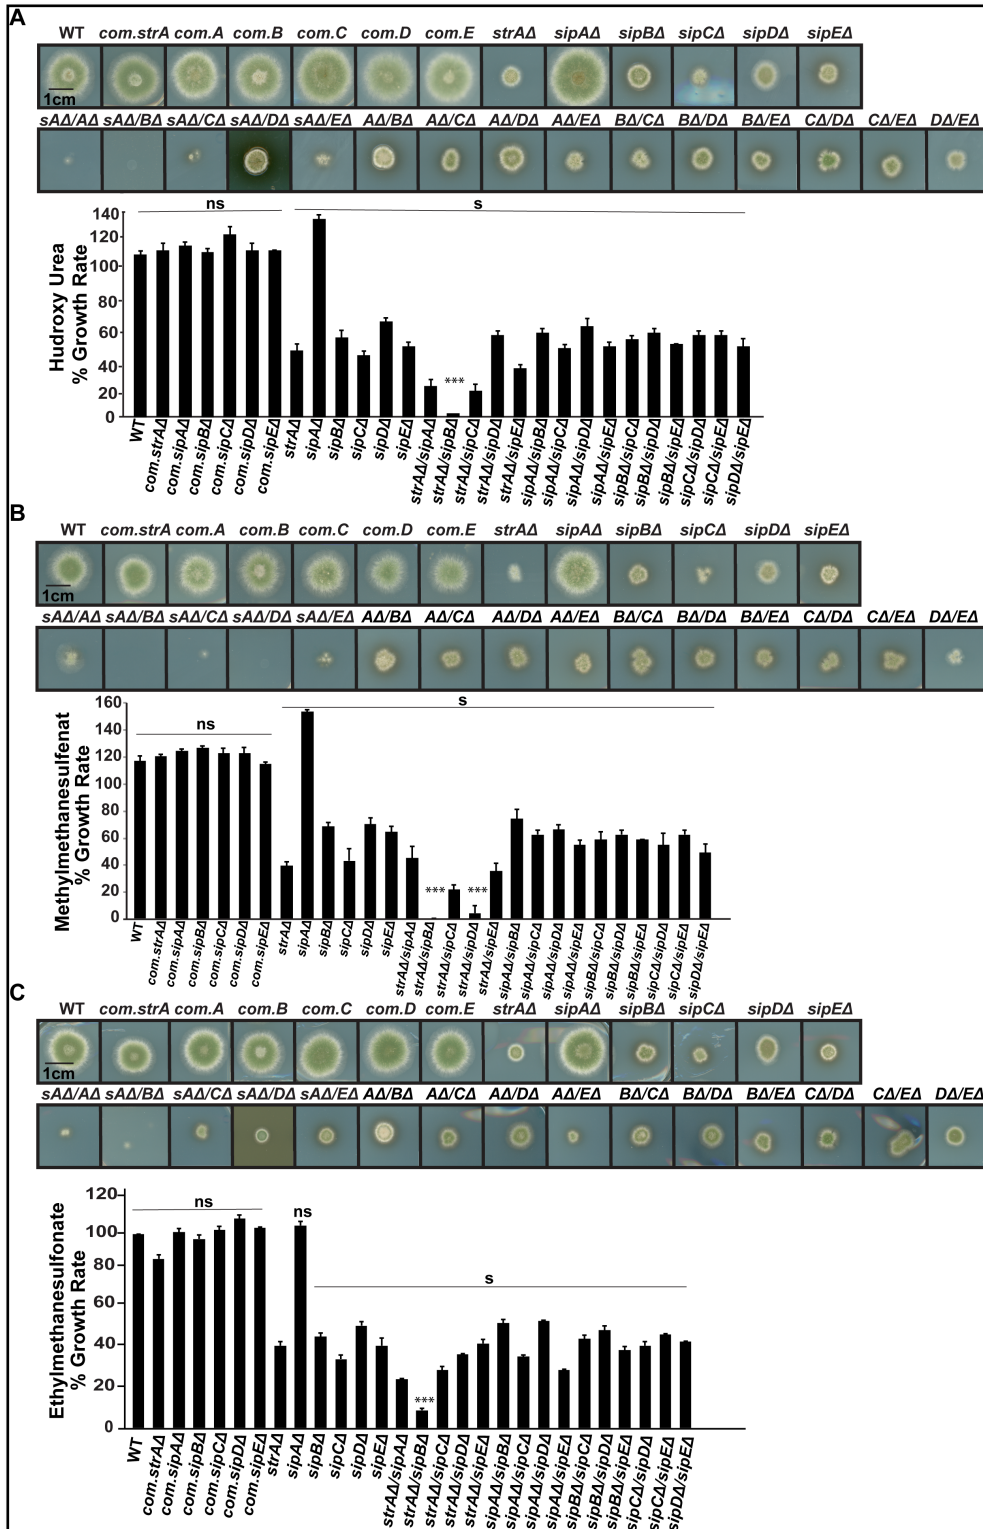 A
WT com.strA com.A com.B com.C com.D com.E strAΔ sipAΔ sipBΔ sipCΔ sipDΔ sipEΔ
1cm
sAΔ/AΔ sAΔ/BΔ sAΔ/CΔ sAΔ/DΔ sAΔ/EΔ AΔ/BΔ AΔ/CΔ AΔ/DΔ AΔ/EΔ BΔ/CΔ BΔ/DΔ BΔ/EΔ CΔ/DΔ CΔ/EΔ DΔ/EΔ
ns
s
Hudroxy Urea
% Growth Rate
140
120
100
80
60
40
20
0
***
WT
com.strAΔ
com.sipAΔ
com.sipBΔ
com.sipCΔ
com.sipDΔ
com.sipEΔ
strAΔ
sipAΔ
sipBΔ
sipCΔ
sipDΔ
sipEΔ
strAΔ/sipAΔ
strAΔ/sipBΔ
strAΔ/sipCΔ
strAΔ/sipDΔ
strAΔ/sipEΔ
sipAΔ/sipBΔ
sipAΔ/sipCΔ
sipAΔ/sipDΔ
sipAΔ/sipEΔ
sipBΔ/sipCΔ
sipBΔ/sipDΔ
sipBΔ/sipEΔ
sipCΔ/sipDΔ
sipCΔ/sipEΔ
sipDΔ/sipEΔ
B
WT com.strA com.A com.B com.C com.D com.E strAΔ sipAΔ sipBΔ sipCΔ sipDΔ sipEΔ
1cm
sAΔ/AΔ sAΔ/BΔ sAΔ/CΔ sAΔ/DΔ sAΔ/EΔ AΔ/BΔ AΔ/CΔ AΔ/DΔ AΔ/EΔ BΔ/CΔ BΔ/DΔ BΔ/EΔ CΔ/DΔ CΔ/EΔ DΔ/EΔ
ns
s
Methylmethanesulfenat
% Growth Rate
160
140
120
100
80
60
40
20
0
***
***
WT
com.strAΔ
com.sipAΔ
com.sipBΔ
com.sipCΔ
com.sipDΔ
com.sipEΔ
strAΔ
sipAΔ
sipBΔ
sipCΔ
sipDΔ
sipEΔ
strAΔ/sipAΔ
strAΔ/sipBΔ
strAΔ/sipCΔ
strAΔ/sipDΔ
strAΔ/sipEΔ
sipAΔ/sipBΔ
sipAΔ/sipCΔ
sipAΔ/sipDΔ
sipAΔ/sipEΔ
sipBΔ/sipCΔ
sipBΔ/sipDΔ
sipBΔ/sipEΔ
sipCΔ/sipDΔ
sipCΔ/sipEΔ
sipDΔ/sipEΔ
C
WT com.strA com.A com.B com.C com.D com.E strAΔ sipAΔ sipBΔ sipCΔ sipDΔ sipEΔ
1cm
sAΔ/AΔ sAΔ/BΔ sAΔ/CΔ sAΔ/DΔ sAΔ/EΔ AΔ/BΔ AΔ/CΔ AΔ/DΔ AΔ/EΔ BΔ/CΔ BΔ/DΔ BΔ/EΔ CΔ/DΔ CΔ/EΔ DΔ/EΔ
ns
ns
s
Ethylmethanesulfonate
% Growth Rate
120
100
80
60
40
20
0
***
WT
com.strAΔ
com.sipAΔ
com.sipBΔ
com.sipCΔ
com.sipDΔ
com.sipEΔ
strAΔ
sipAΔ
sipBΔ
sipCΔ
sipDΔ
sipEΔ
strAΔ/sipAΔ
strAΔ/sipBΔ
strAΔ/sipCΔ
strAΔ/sipDΔ
strAΔ/sipEΔ
sipAΔ/sipBΔ
sipAΔ/sipCΔ
sipAΔ/sipDΔ
sipAΔ/sipEΔ
sipBΔ/sipCΔ
sipBΔ/sipDΔ
sipBΔ/sipEΔ
sipCΔ/sipDΔ
sipCΔ/sipEΔ
sipDΔ/sipEΔ